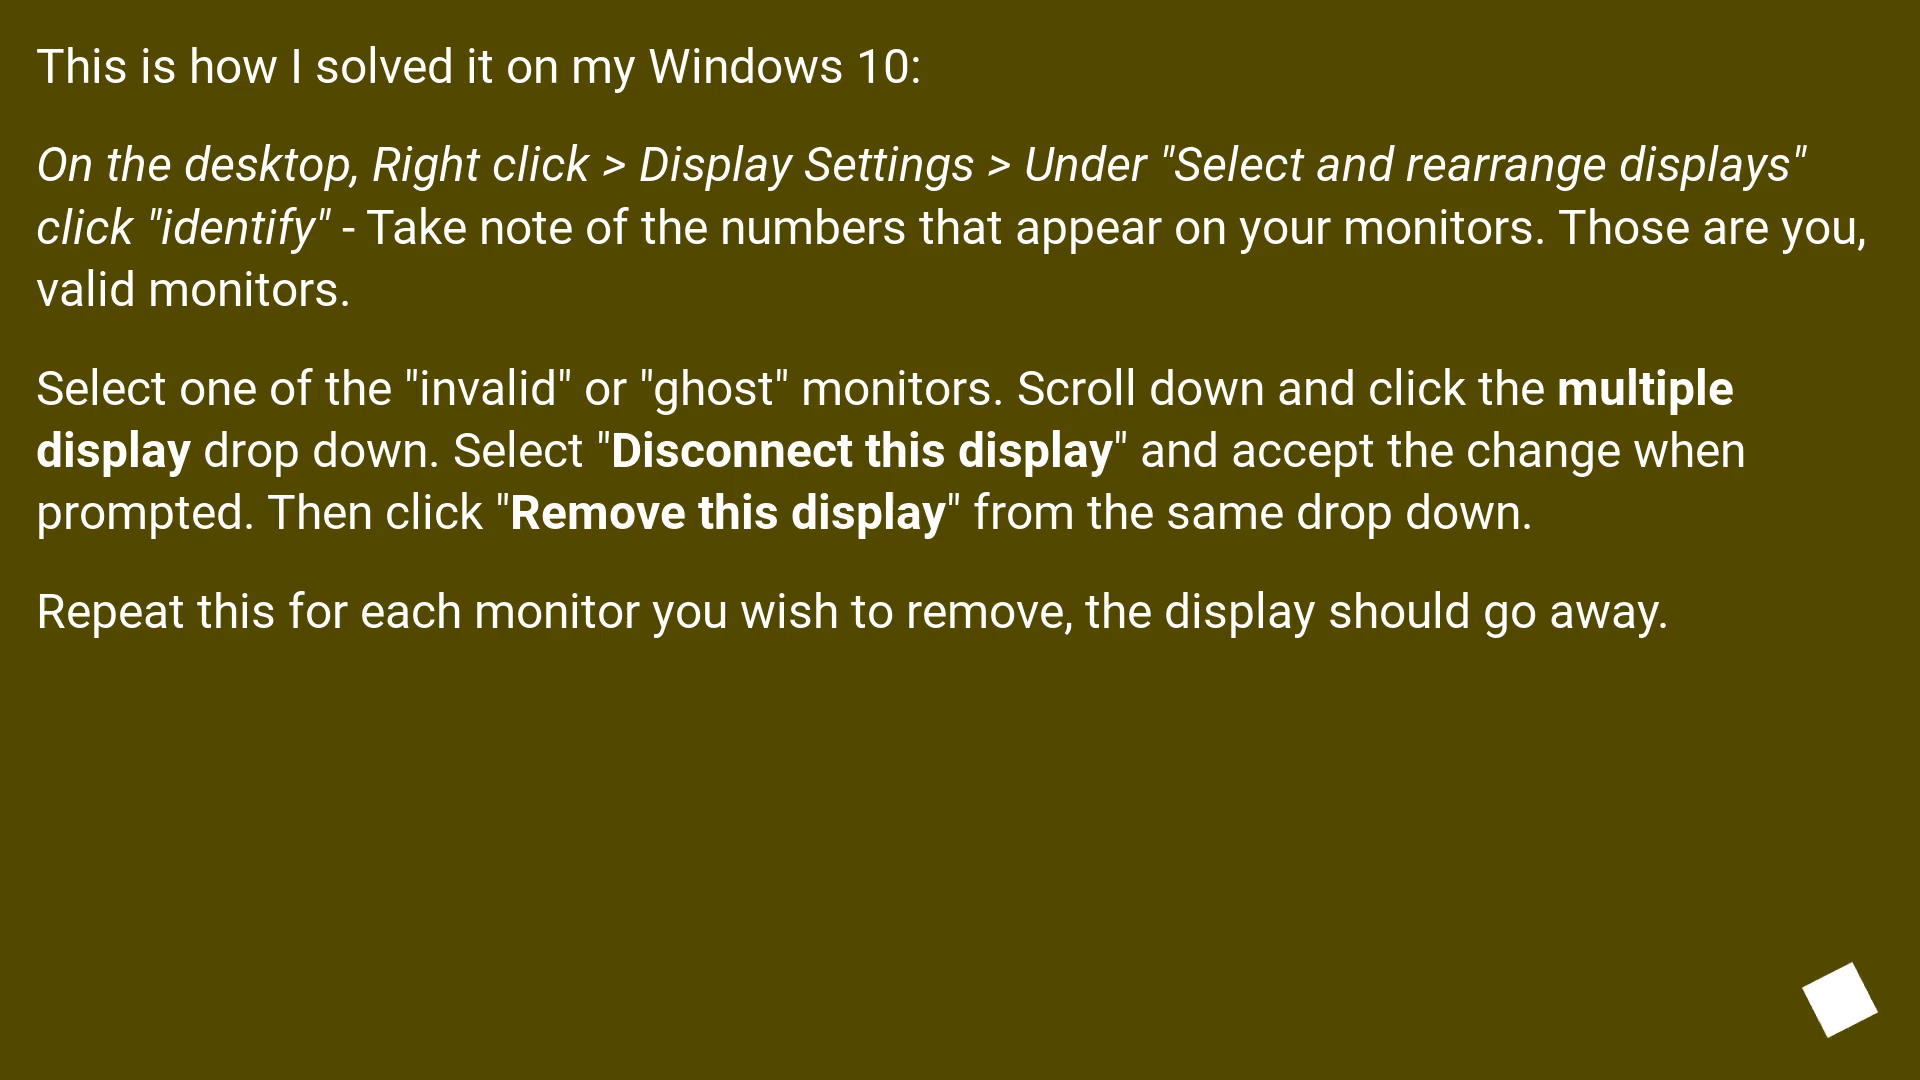 This is how I solved it on my Windows 10:
On the desktop, Right click > Display Settings > Under "Select and rearrange displays"
click "identify" - Take note of the numbers that appear on your monitors. Those are you,
valid monitors.
Select one of the "invalid" or "ghost" monitors. Scroll down and click the multiple
display drop down. Select "Disconnect this display" and accept the change when
prompted. Then click "Remove this display" from the same drop down.
Repeat this for each monitor you wish to remove, the display should go away.